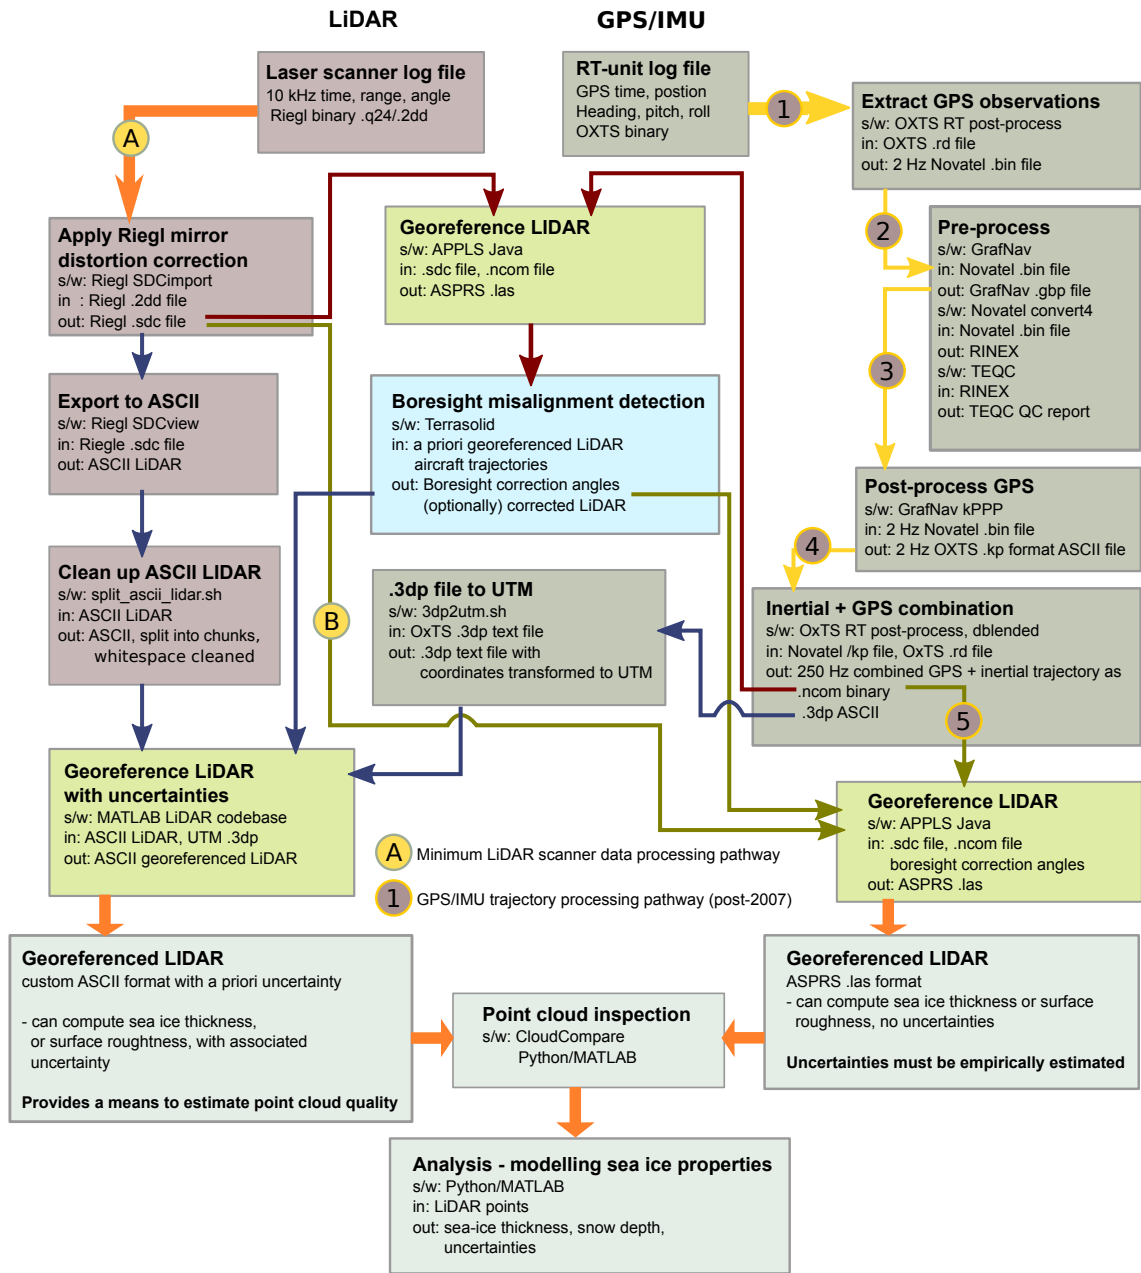 LiDAR
GPS/IMU
Laser scanner log file
10 kHz time, range, angle
Riegl binary .q24/.2dd
RT-unit log file
GPS time, postion
Heading, pitch, roll
OXTS binary
1
Extract GPS observations
s/w: OXTS RT post-process
in: OXTS .rd file
out: 2 Hz Novatel .bin file
A
Apply Riegl mirror
distortion correction
s/w: Riegl SDCimport
in : Riegl .2dd file
out: Riegl .sdc file
Georeference LIDAR
s/w: APPLS Java
in: .sdc file, .ncom file
out: ASPRS .las
2
Pre-process
s/w: GrafNav
in: Novatel .bin file
out: GrafNav .gbp file
s/w: Novatel convert4
in: Novatel .bin file
out: RINEX
s/w: TEQC
in: RINEX
out: TEQC QC report
3
Export to ASCII
s/w: Riegl SDCview
in: Riegle .sdc file
out: ASCII LiDAR
Boresight misalignment detection
s/w: Terrasolid
in: a priori georeferenced LiDAR
aircraft trajectories
out: Boresight correction angles
(optionally) corrected LiDAR
Post-process GPS
s/w: GrafNav kPPP
in: 2 Hz Novatel .bin file
out: 2 Hz OXTS .kp format ASCII file
4
Clean up ASCII LIDAR
s/w: split_ascii_lidar.sh
in: ASCII LiDAR
out: ASCII, split into chunks,
whitespace cleaned
B
.3dp file to UTM
s/w: 3dp2utm.sh
in: OxTS .3dp text file
out: .3dp text file with
coordinates transformed to UTM
Inertial + GPS combination
s/w: OxTS RT post-process, dblended
in: Novatel /kp file, OxTS .rd file
out: 250 Hz combined GPS + inertial trajectory as
.ncom binary
.3dp ASCII
5
Georeference LiDAR
with uncertainties
s/w: MATLAB LiDAR codebase
in: ASCII LiDAR, UTM .3dp
out: ASCII georeferenced LiDAR
Georeference LIDAR
s/w: APPLS Java
in: .sdc file, .ncom file
boresight correction angles
out: ASPRS .las
A
Minimum LiDAR scanner data processing pathway
1
GPS/IMU trajectory processing pathway (post-2007)
Georeferenced LIDAR
custom ASCII format with a priori uncertainty
- can compute sea ice thickness,
or surface roughtness, with associated
uncertainty
Provides a means to estimate point cloud quality
Point cloud inspection
s/w: CloudCompare
Python/MATLAB
Georeferenced LIDAR
ASPRS .las format
- can compute sea ice thickness or surface
roughness, no uncertainties
Uncertainties must be empirically estimated
Analysis - modelling sea ice properties
s/w: Python/MATLAB
in: LiDAR points
out: sea-ice thickness, snow depth,
uncertainties